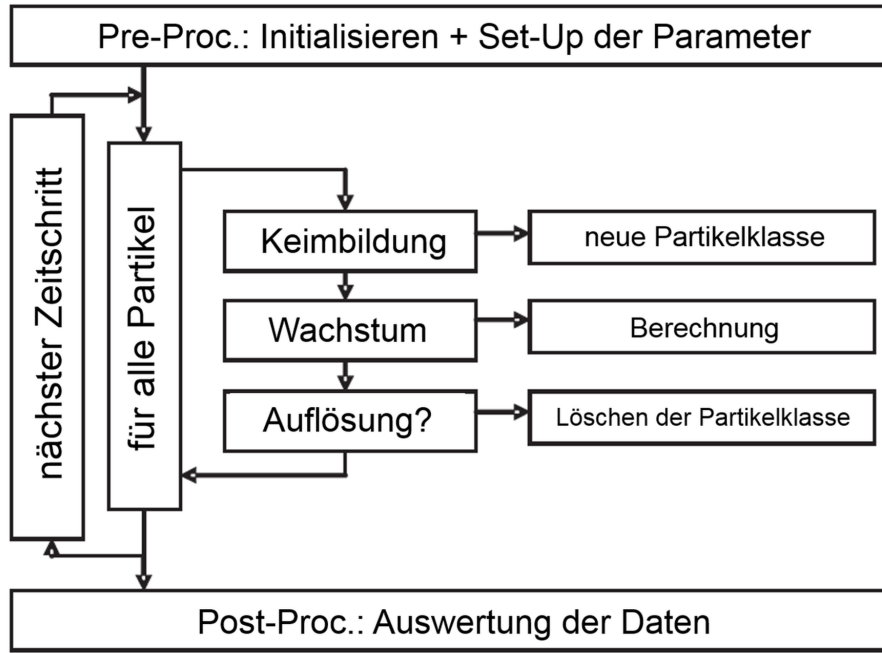 Pre-Proc.: Initialisieren + Set-Up der Parameter
nächster Zeitschritt
für alle Partikel
Keimbildung
neue Partikelklasse
Wachstum
Berechnung
Auflösung?
Löschen der Partikelklasse
Post-Proc.: Auswertung der Daten